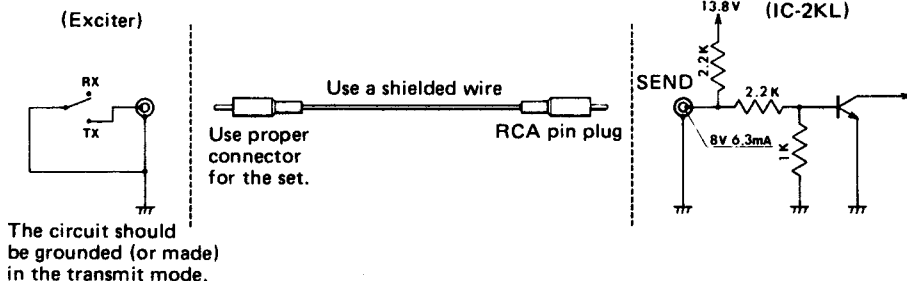 (Exciter)
RX
TX
The circuit should
be grounded (or made)
in the transmit mode.
Use a shielded wire
Use proper
connector
for the set.
RCA pin plug
13.8V
(IC-2KL)
2.2K
SEND
2.2K
8V 6.3mA
1K